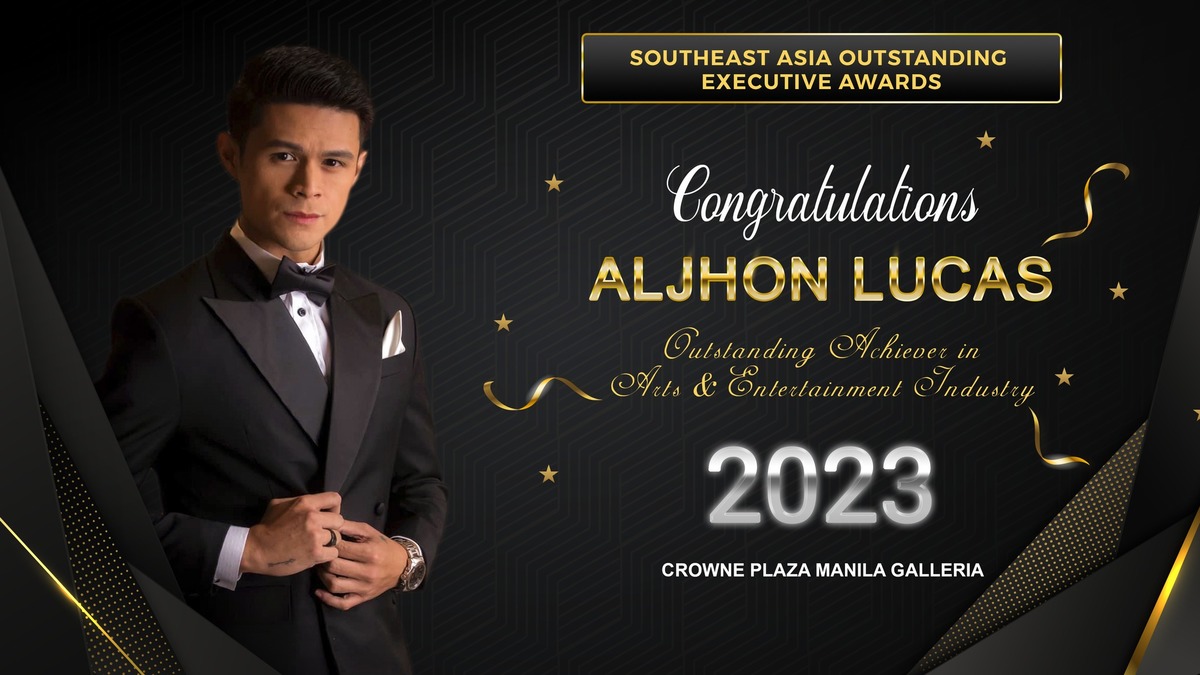 SOUTHEAST ASIA OUTSTANDING
EXECUTIVE AWARDS
Congratulations
ALJHON LUCAS
Outstanding Achiever in
Arts & Entertainment Industry
2023
CROWNE PLAZA MANILA GALLERIA